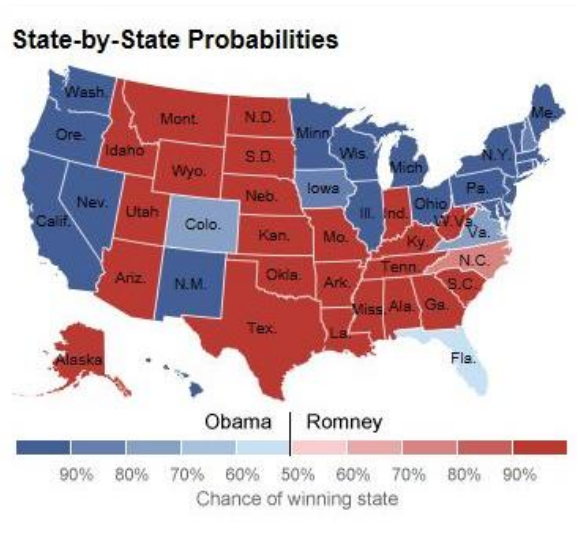 State-by-State Probabilities
Wash.
Mont.
N.D.
Minn
Me.
Ore.
Idaho
S.D.
Wis.
Mich
N.Y.
Wyo.
Neb.
Iowa
Pa.
Nev.
Utah
Colo.
Ill.
Ind.
Ohio
Calif.
Kan.
Mo.
W.Va.
Va.
Ky.
N.C.
Ariz.
N.M.
Okla.
Ark.
Tenn.
S.C.
Tex.
La.
Miss.
Ala.
Ga.
Alaska
Fla.
Obama Romney
90% 80% 70% 60% 50% 60% 70% 80% 90%
Chance of winning state